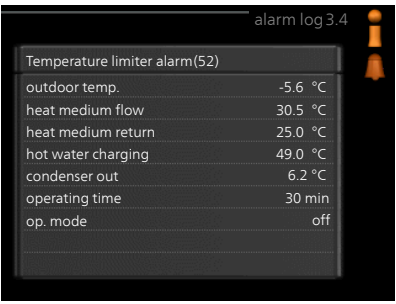 alarm log 3.4
Temperature limiter alarm(52)
outdoor temp. -5.6 °C
heat medium flow 30.5 °C
heat medium return 25.0 °C
hot water charging 49.0 °C
condenser out 6.2 °C
operating time 30 min
op. mode off